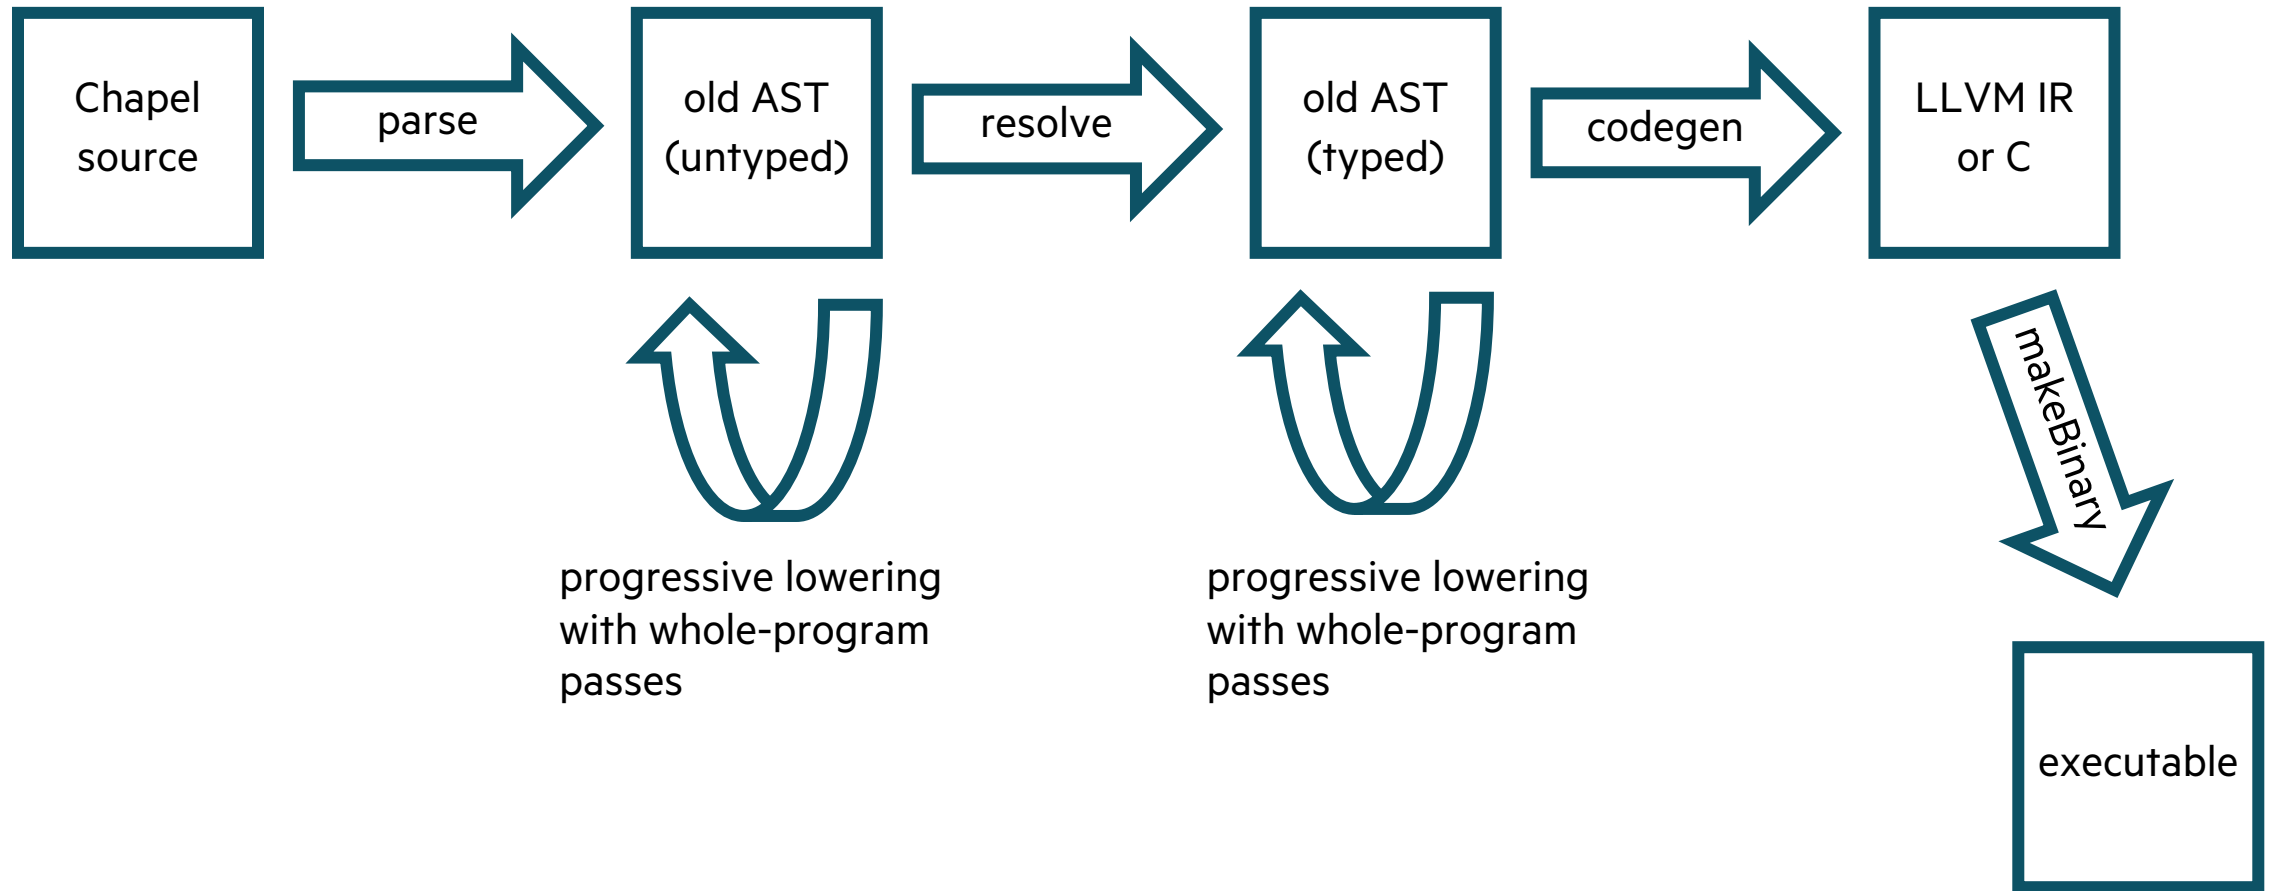 Chapel
source
parse
old AST
(untyped)
resolve
old AST
(typed)
codegen
LLVM IR
or C
makeBinary
progressive lowering
with whole-program
passes
progressive lowering
with whole-program
passes
executable